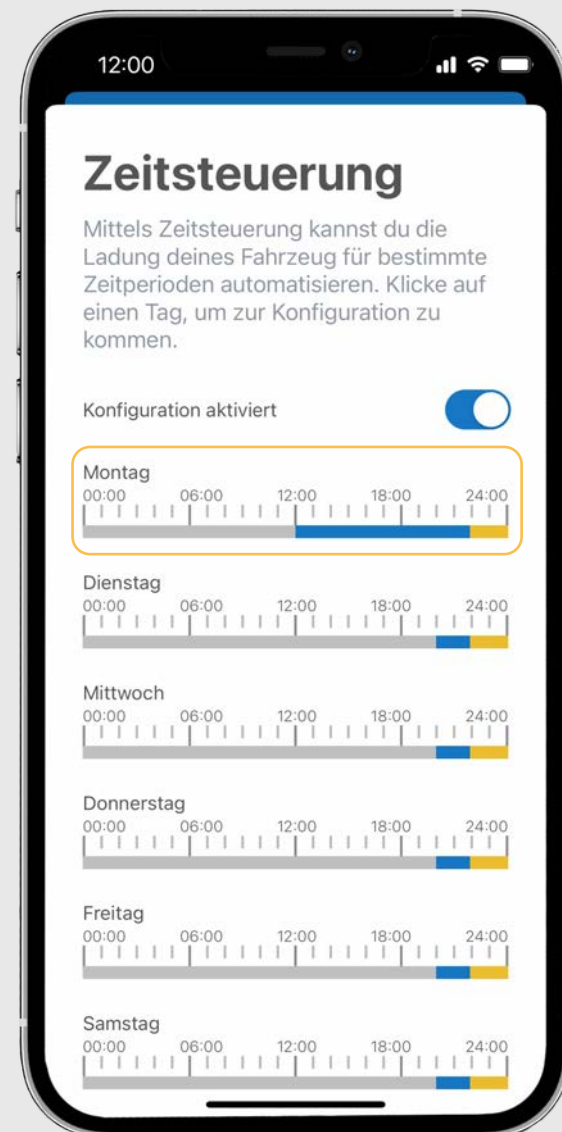 12:00
Zeitsteuerung
Mittels Zeitsteuerung kannst du die
Ladung deines Fahrzeug für bestimmte
Zeitperioden automatisieren. Klicke auf
einen Tag, um zur Konfiguration zu
kommen.
Konfiguration aktiviert
Montag
00:00 06:00 12:00 18:00 24:00
Dienstag
00:00 06:00 12:00 18:00 24:00
Mittwoch
00:00 06:00 12:00 18:00 24:00
Donnerstag
00:00 06:00 12:00 18:00 24:00
Freitag
00:00 06:00 12:00 18:00 24:00
Samstag
00:00 06:00 12:00 18:00 24:00